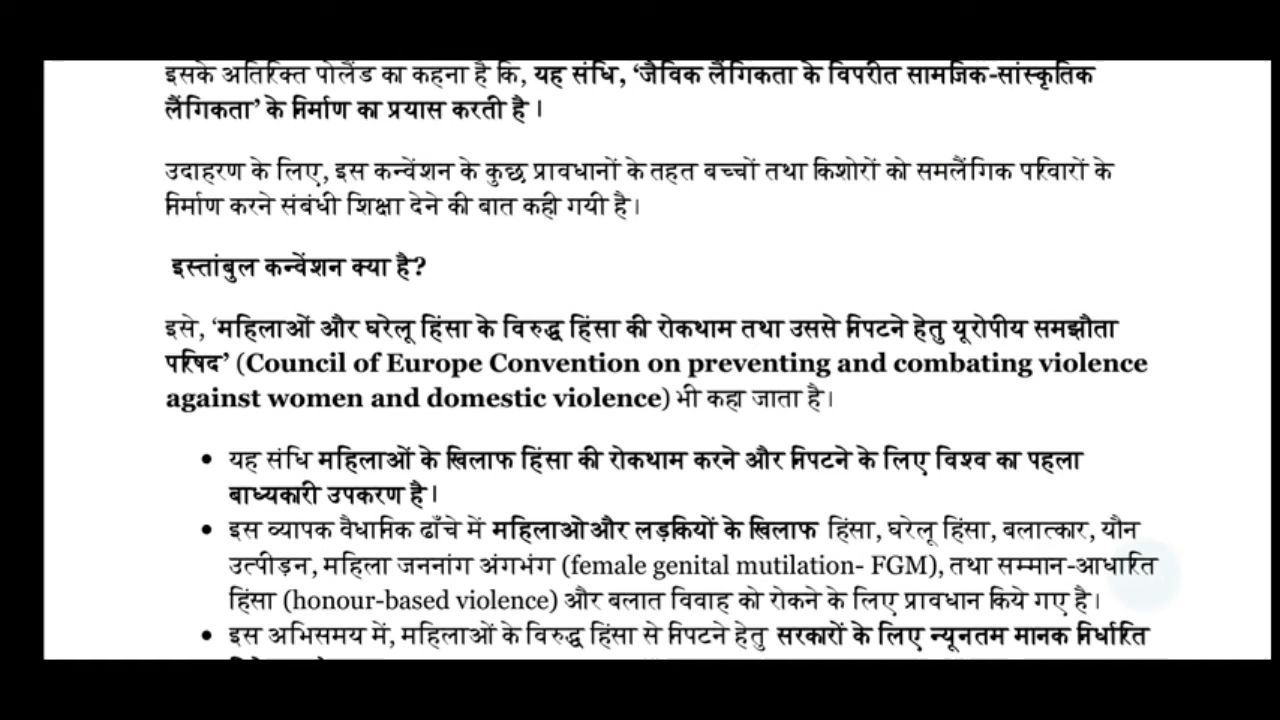 इसके अतिरिक्त पोलैंड का कहना है कि, यह संधि, ‘जैविक लैंगिकता के विपरीत सामजिक-सांस्कृतिक
लैंगिकता’ के निर्माण का प्रयास करती है।
उदाहरण के लिए, इस कन्वेंशन के कुछ प्रावधानों के तहत बच्चों तथा किशोरों को समलैंगिक परिवारों के
निर्माण करने संबंधी शिक्षा देने की बात कही गयी है।
इस्तांबुल कन्वेंशन क्या है?
इसे, ‘महिलाओं और घरेलू हिंसा के विरुद्ध हिंसा की रोकथाम तथा उससे निपटने हेतु यूरोपीय समझौता
परिषद’ (Council of Europe Convention on preventing and combating violence
against women and domestic violence) भी कहा जाता है।
• यह संधि महिलाओं के खिलाफ हिंसा की रोकथाम करने और निपटने के लिए विश्व का पहला
बाध्यकारी उपकरण है।
• इस व्यापक वैधानिक ढाँचे में महिलाओ और लड़कियों के खिलाफ हिंसा, घरेलू हिंसा, बलात्कार, यौन
उत्पीड़न, महिला जननांग अंगभंग (female genital mutilation- FGM), तथा सम्मान-आधारित
हिंसा (honour-based violence) और बलात विवाह को रोकने के लिए प्रावधान किये गए है।
• इस अभिसमय में, महिलाओं के विरुद्ध हिंसा से निपटने हेतु सरकारों के लिए न्यूनतम मानक निर्धारित